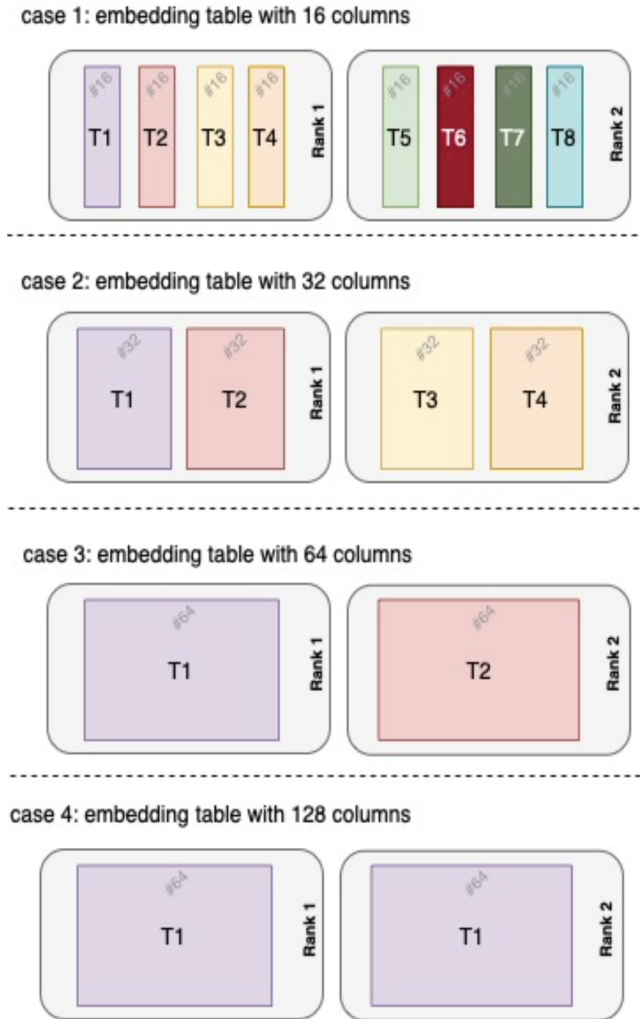 case 1: embedding table with 16 columns
#16 #16 #16 #16 #16 #16 #16 #16
T1 T2 T3 T4 Rank 1 T5 T6 T7 T8 Rank 2
case 2: embedding table with 32 columns
#32 #32 #32 #32
T1 T2 Rank 1 T3 T4 Rank 2
case 3: embedding table with 64 columns
#64 #64
T1 Rank 1 T2 Rank 2
case 4: embedding table with 128 columns
#64 #64
T1 Rank 1 T1 Rank 2